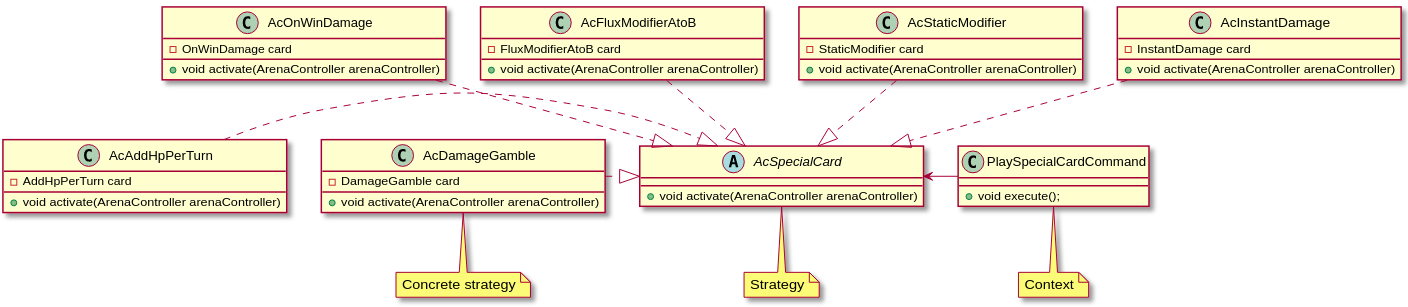 C AcOnWinDamage
OnWinDamage card
void activate(ArenaController arenaController)
C AcFluxModifierAtoB
FluxModifierAtoB card
void activate(ArenaController arenaController)
C AcStaticModifier
StaticModifier card
void activate(ArenaController arenaController)
C AcInstantDamage
InstantDamage card
void activate(ArenaController arenaController)
C AcAddHpPerTurn
AddHpPerTurn card
void activate(ArenaController arenaController)
C AcDamageGamble
DamageGamble card
void activate(ArenaController arenaController)
A AcSpecialCard
void activate(ArenaController arenaController)
C PlaySpecialCardCommand
void execute();
Concrete strategy
Strategy
Context